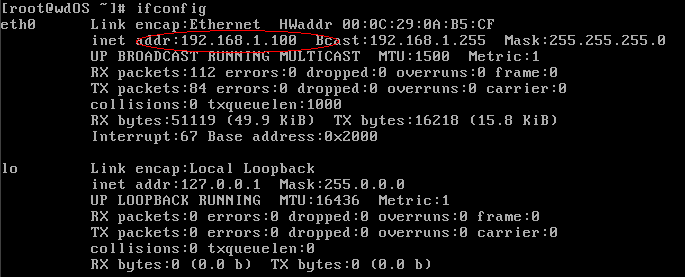 [root@wdOS ~]# ifconfig
eth0 Link encap:Ethernet HWaddr 00:0C:29:0A:B5:CF
inet addr:192.168.1.100 Bcast:192.168.1.255 Mask:255.255.255.0
UP BROADCAST RUNNING MULTICAST MTU:1500 Metric:1
RX packets:112 errors:0 dropped:0 overruns:0 frame:0
TX packets:84 errors:0 dropped:0 overruns:0 carrier:0
collisions:0 txqueuelen:1000
RX bytes:51119 (49.9 KiB) TX bytes:16218 (15.8 KiB)
Interrupt:67 Base address:0x2000
lo Link encap:Local Loopback
inet addr:127.0.0.1 Mask:255.0.0.0
UP LOOPBACK RUNNING MTU:16436 Metric:1
RX packets:0 errors:0 dropped:0 overruns:0 frame:0
TX packets:0 errors:0 dropped:0 overruns:0 carrier:0
collisions:0 txqueuelen:0
RX bytes:0 (0.0 b) TX bytes:0 (0.0 b)